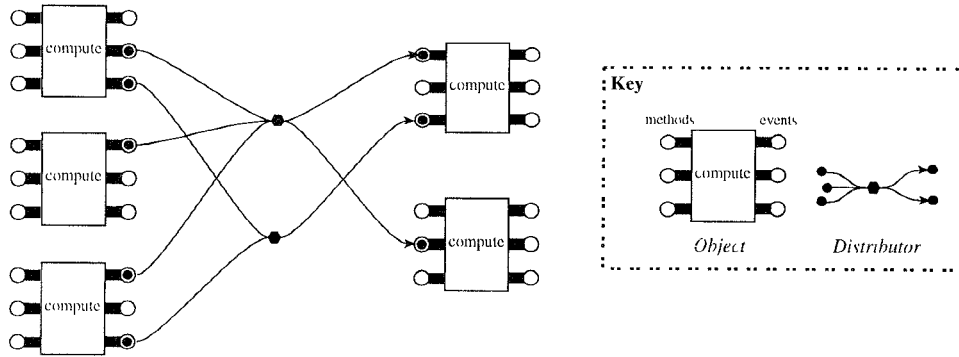 compute
compute
compute
compute
compute
Key
methods events
compute
Object Distributor